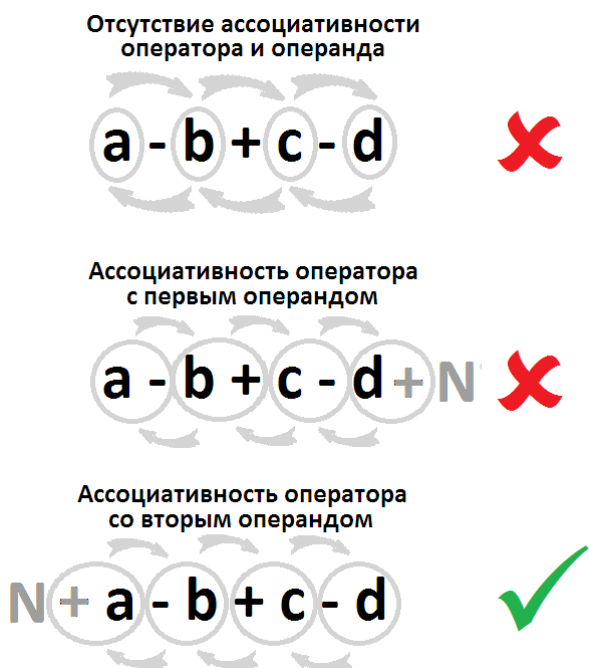 Отсутствие ассоциативности
оператора и операнда
a - b + c - d
Ассоциативность оператора
с первым операндом
a - b + c - d + N
Ассоциативность оператора
со вторым операндом
N + a - b + c - d